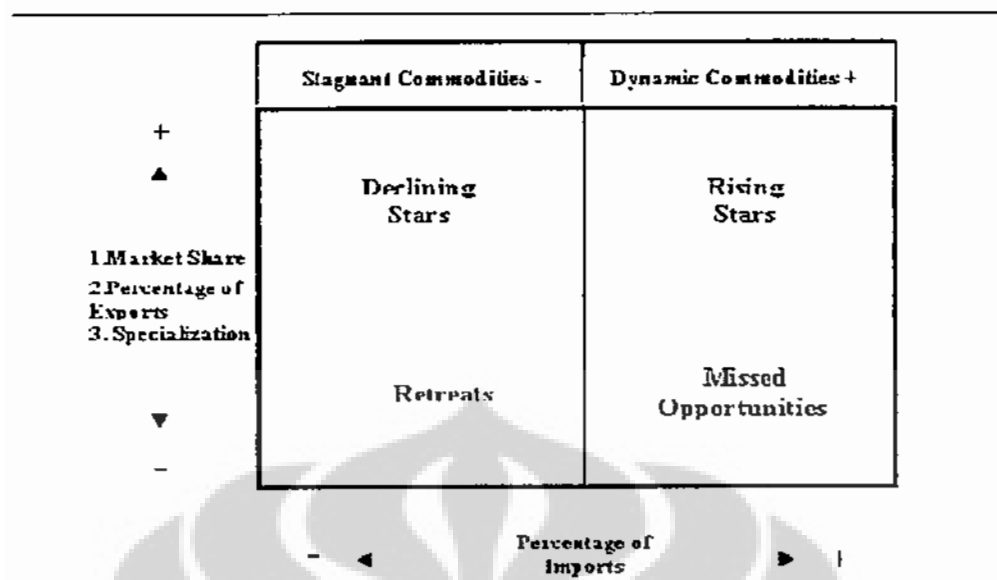 Stagnant Commodities -
Dynamic Commodities +
+
Declining
Stars
Rising
Stars
1.Market Share
2.Percentage of
Exports
3. Specialization
Retreats
Missed
Opportunities
-
-
Percentage of
Imports
+